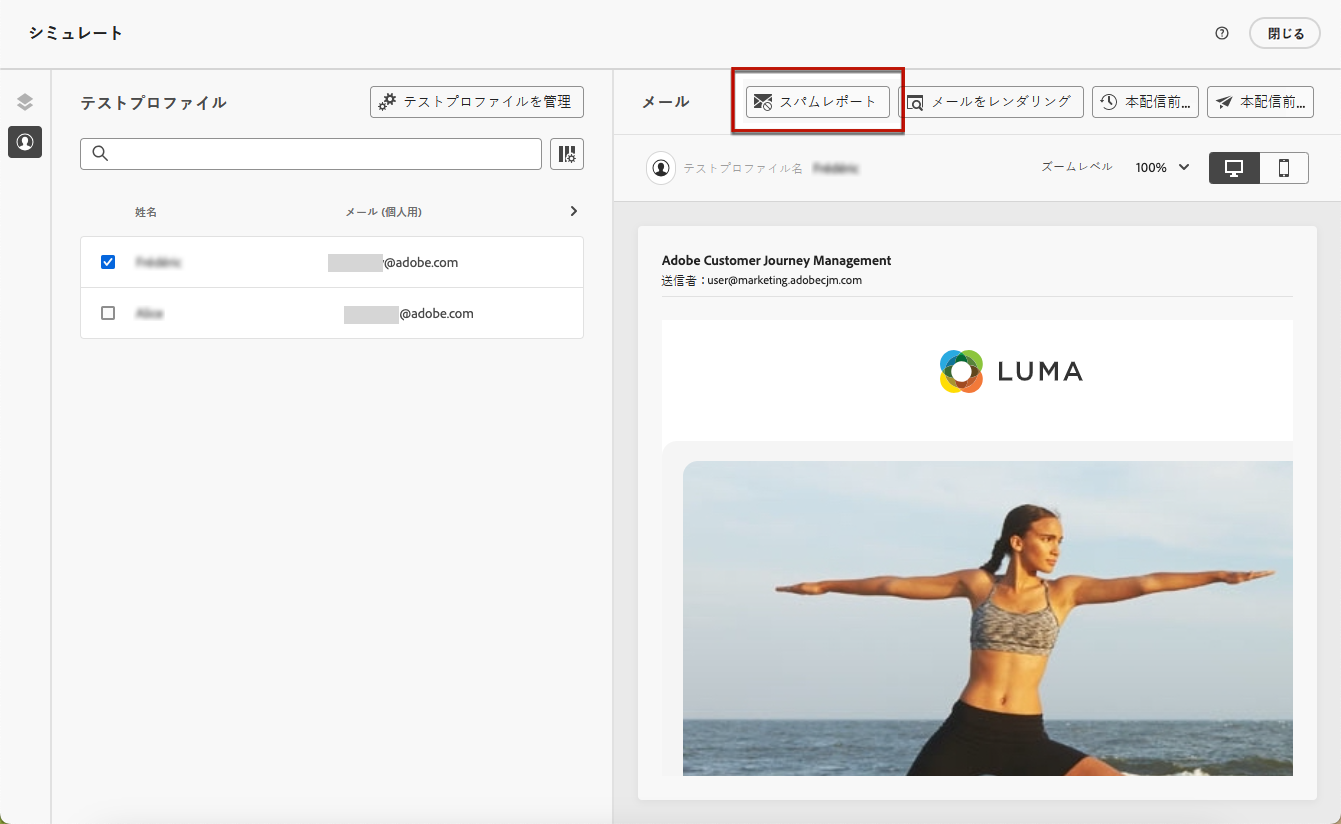 シミュレート
閉じる
テストプロファイル
テストプロファイルを管理
姓名
メール (個人用)
@adobe.com
@adobe.com
メール
スパムレポート
メールをレンダリング
本配信前...
本配信前...
テストプロファイル名
ズームレベル
100%
Adobe Customer Journey Management
送信者：user@marketing.adobecjm.com
LUMA